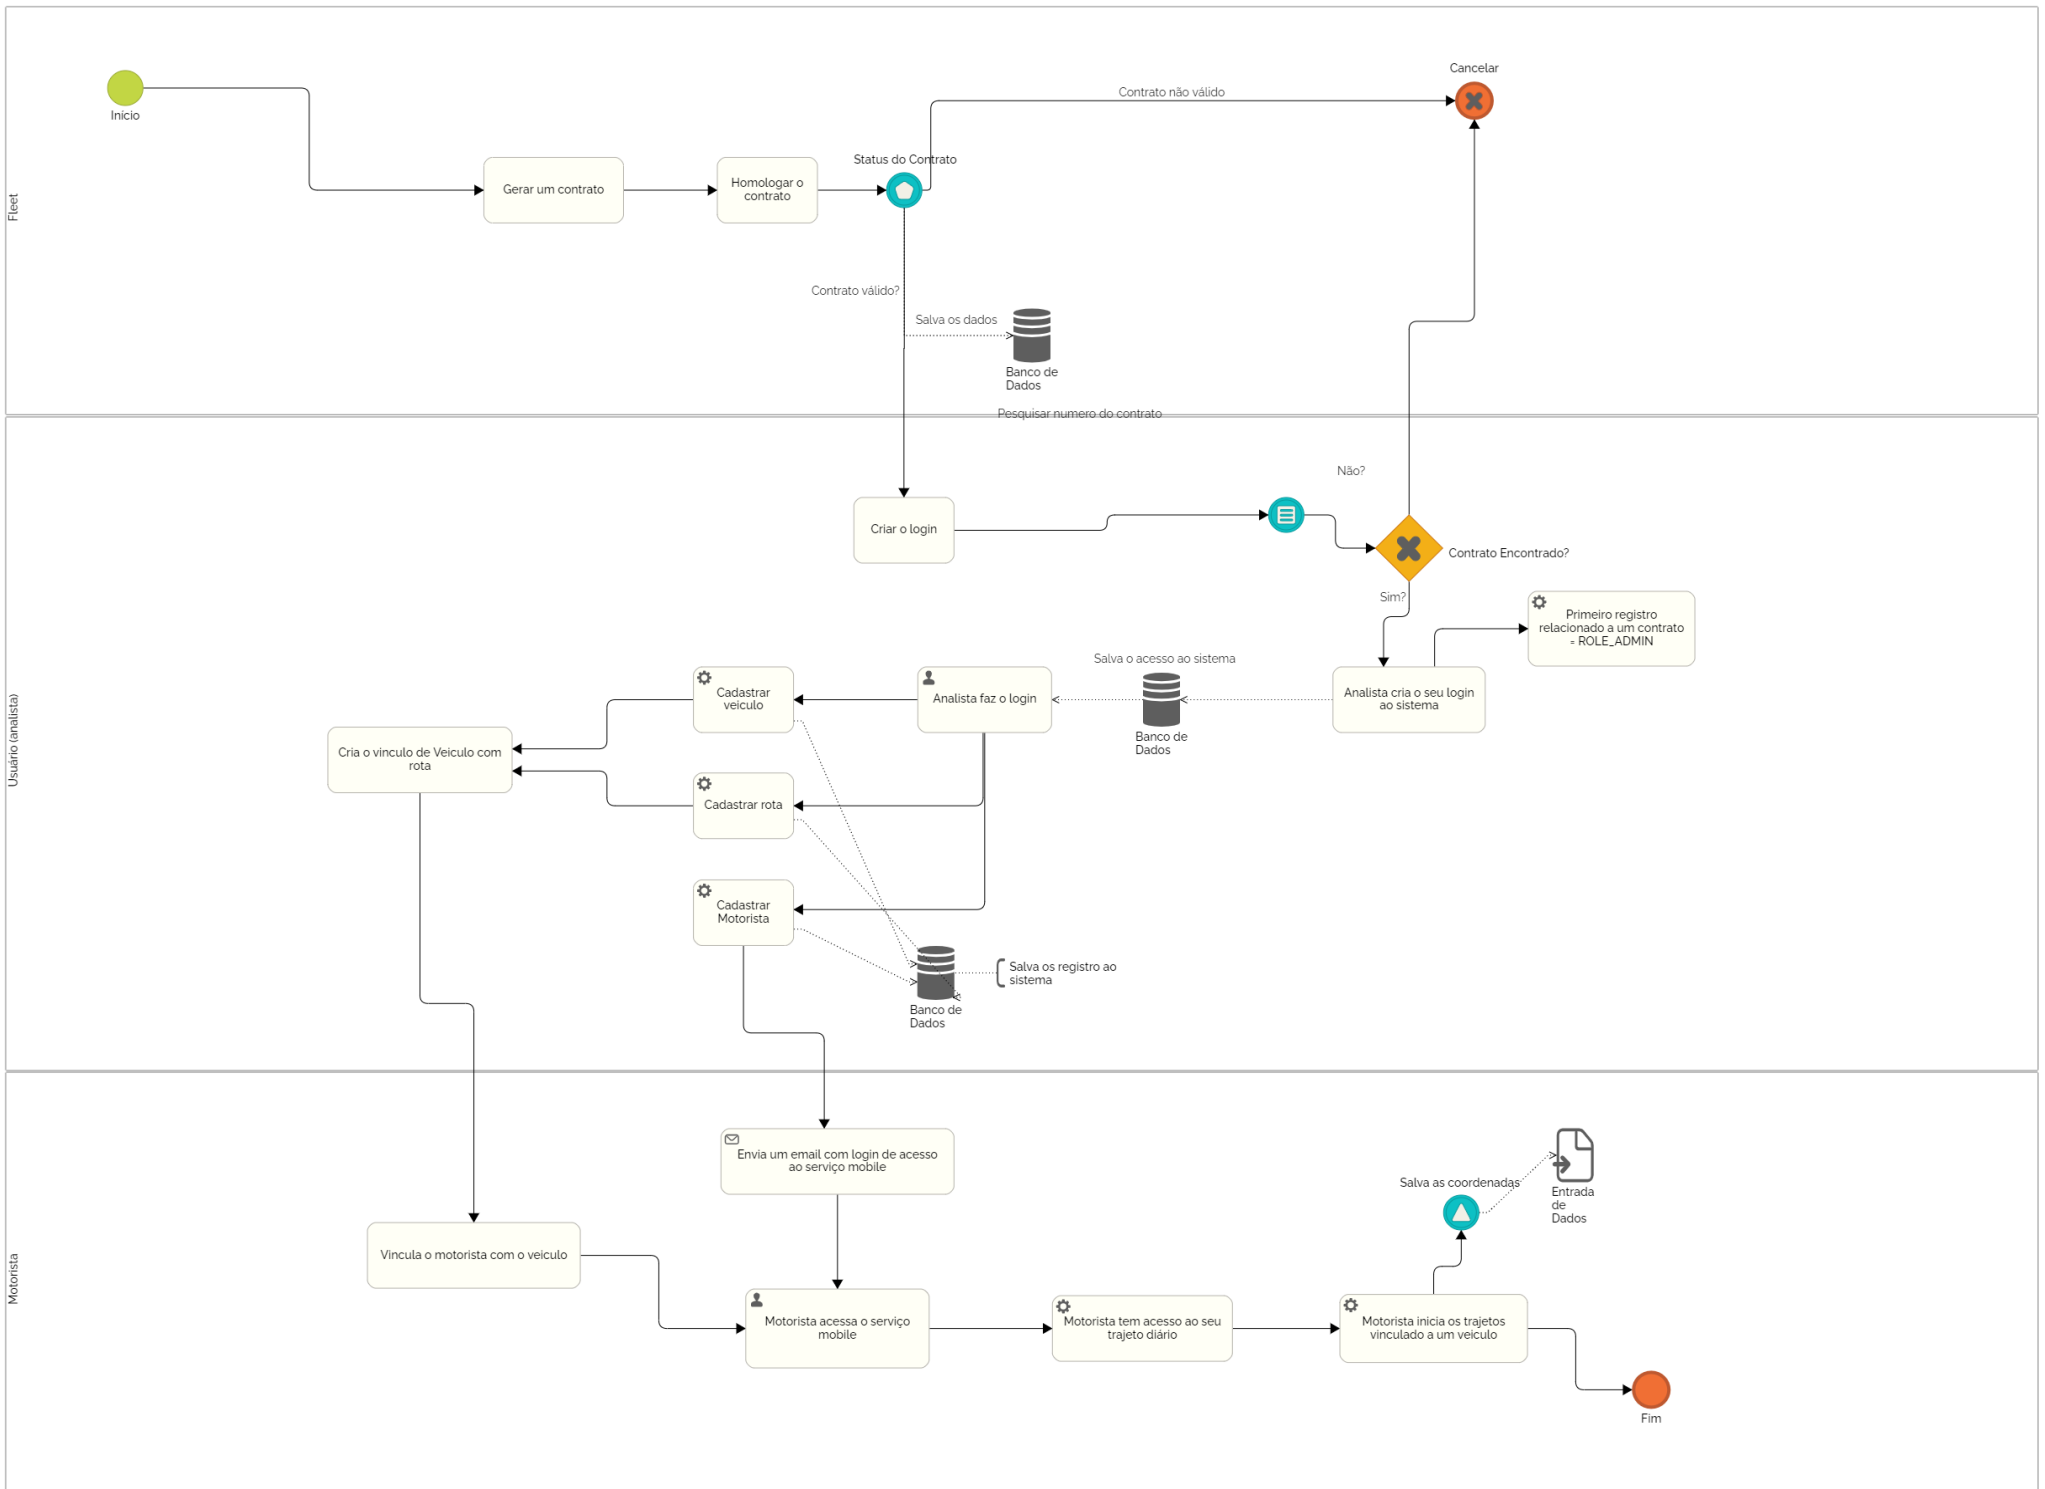 Fleet
Início
Cancelar
Contrato não válido
Status do Contrato
Gerar um contrato
Homologar o
contrato
Contrato válido?
Salva os dados
Banco de
Dados
Pesquisar numero do contrato
Usuário (analista)
Não?
Criar o login
Contrato Encontrado?
Sim?
Primeiro registro
relacionado a um contrato
= ROLE_ADMIN
Salva o acesso ao sistema
Analista cria o seu login
ao sistema
Banco de
Dados
Analista faz o login
Cadastrar
veiculo
Cria o vinculo de Veiculo com
rota
Cadastrar rota
Cadastrar
Motorista
Salva os registro ao
sistema
Banco de
Dados
Motorista
Envia um email com login de acesso
ao serviço mobile
Salva as coordenadas
Entrada
de
Dados
Vincula o motorista com o veiculo
Motorista acessa o serviço
mobile
Motorista tem acesso ao seu
trajeto diário
Motorista inicia os trajetos
vinculado a um veiculo
Fim